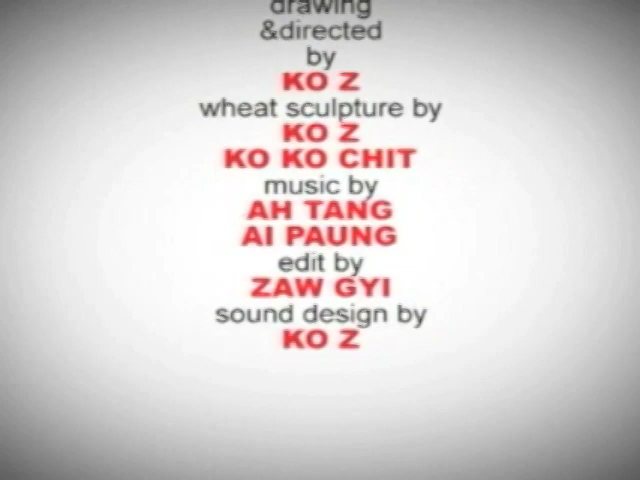 drawing
&directed
by
KO Z
wheat sculpture by
KO Z
KO KO CHIT
music by
AH TANG
AI PAUNG
edit by
ZAW GYI
sound design by
KO Z